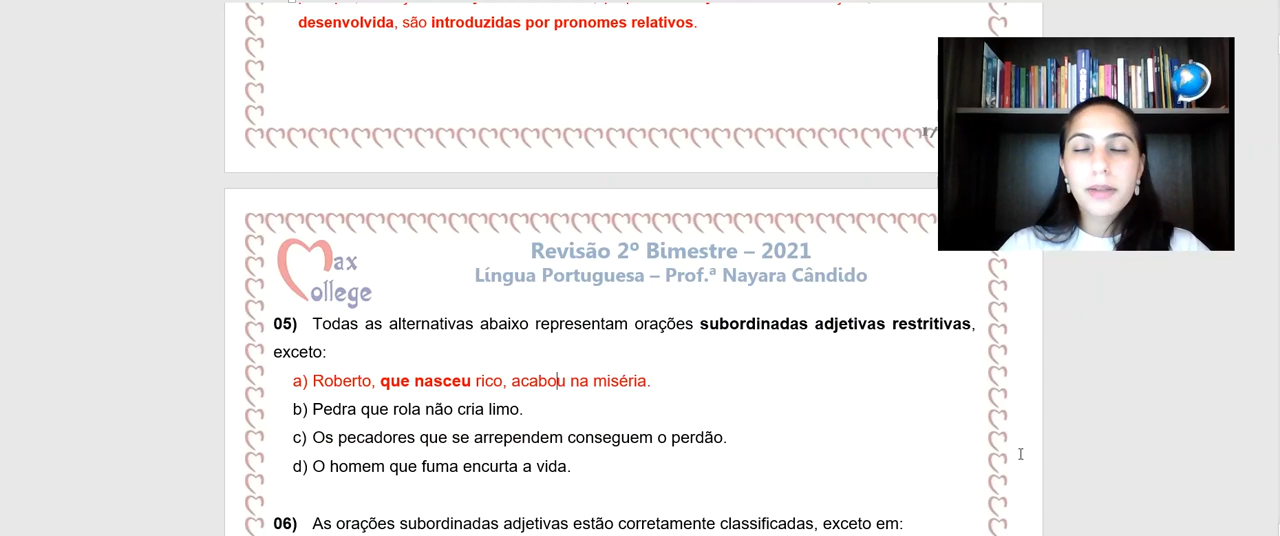 desenvolvida, são introduzidas por pronomes relativos.
1/
Max
College
Revisão 2º Bimestre – 2021
Língua Portuguesa – Prof.ª Nayara Cândido
05) Todas as alternativas abaixo representam orações subordinadas adjetivas restritivas,
exceto:
a) Roberto, que nasceu rico, acabou na miséria.
b) Pedra que rola não cria limo.
c) Os pecadores que se arrependem conseguem o perdão.
d) O homem que fuma encurta a vida.
06) As orações subordinadas adjetivas estão corretamente classificadas, exceto em: